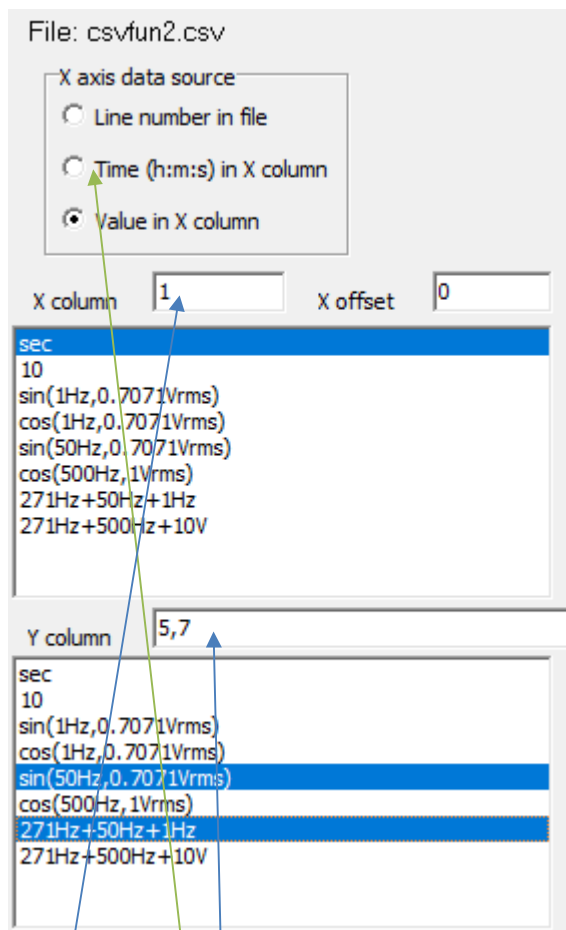 File: csvfun2.csv
X axis data source
Line number in file
Time (h:m:s) in X column
Value in X column
X column 1 X offset 0
sec
10
sin(1Hz,0.7071Vrms)
cos(1Hz,0.7071Vrms)
sin(50Hz,0.7071Vrms)
cos(500Hz,1Vrms)
271Hz+50Hz+1Hz
271Hz+500Hz+10V
Y column 5,7
sec
10
sin(1Hz,0.7071Vrms)
cos(1Hz,0.7071Vrms)
sin(50Hz,0.7071Vrms)
cos(500Hz,1Vrms)
271Hz+50Hz+1Hz
271Hz+500Hz+10V